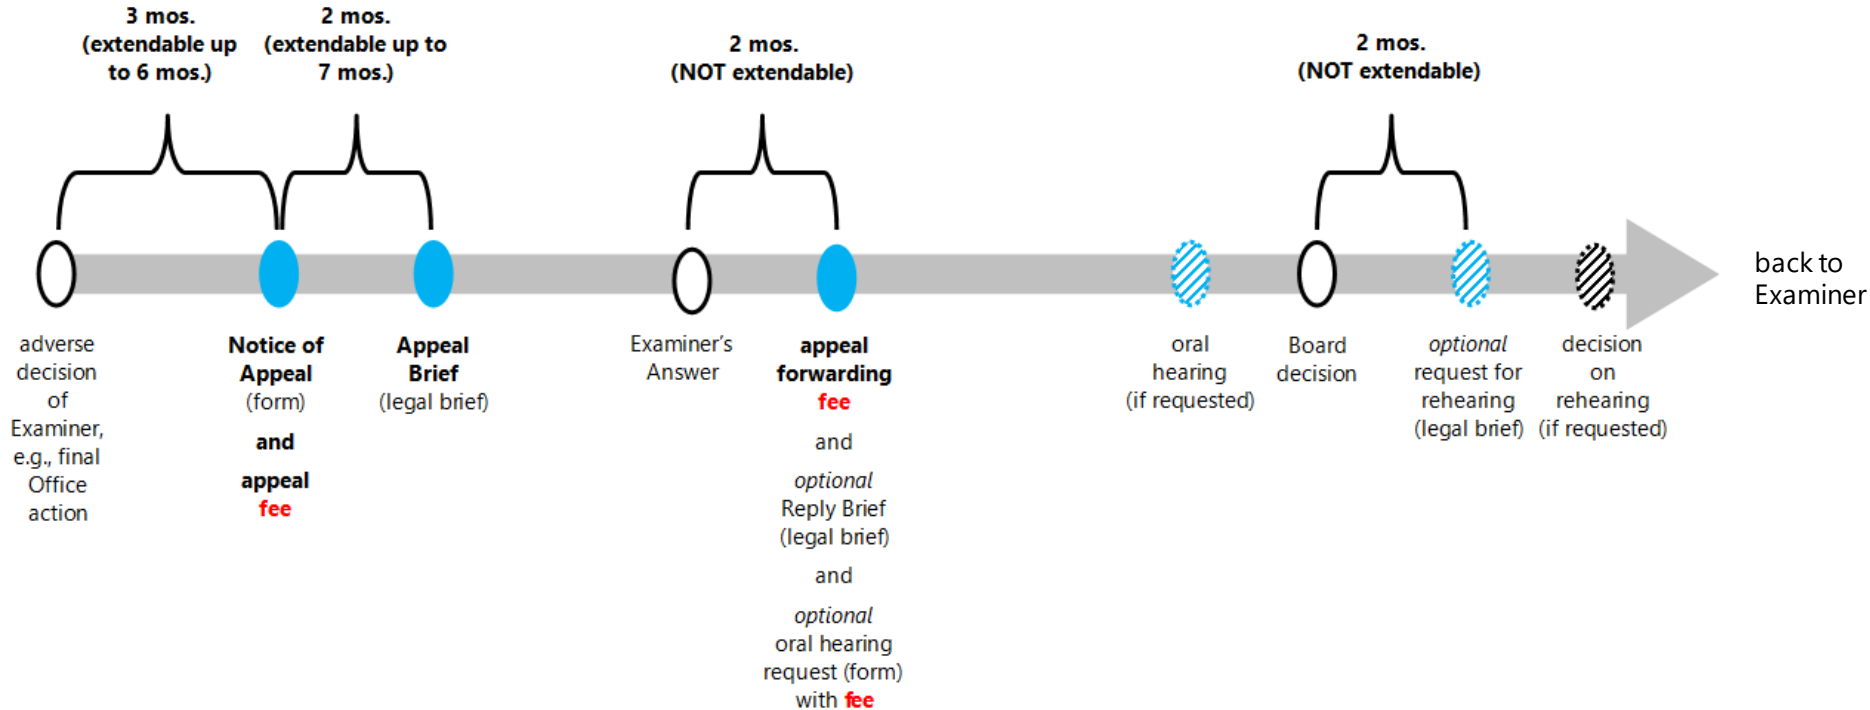 3 mos.
(extendable up
to 6 mos.)
2 mos.
(extendable up to
7 mos.)
2 mos.
(NOT extendable)
2 mos.
(NOT extendable)
adverse
decision
of
Examiner,
e.g., final
Office
action
Notice of
Appeal
(form)
and
appeal
fee
Appeal
Brief
(legal brief)
Examiner’s
Answer
appeal
forwarding
fee
and
optional
Reply Brief
(legal brief)
and
optional
oral hearing
request (form)
with fee
oral
hearing
(if requested)
Board
decision
optional
request for
rehearing
(legal brief)
decision
on
rehearing
(if requested)
back to
Examiner